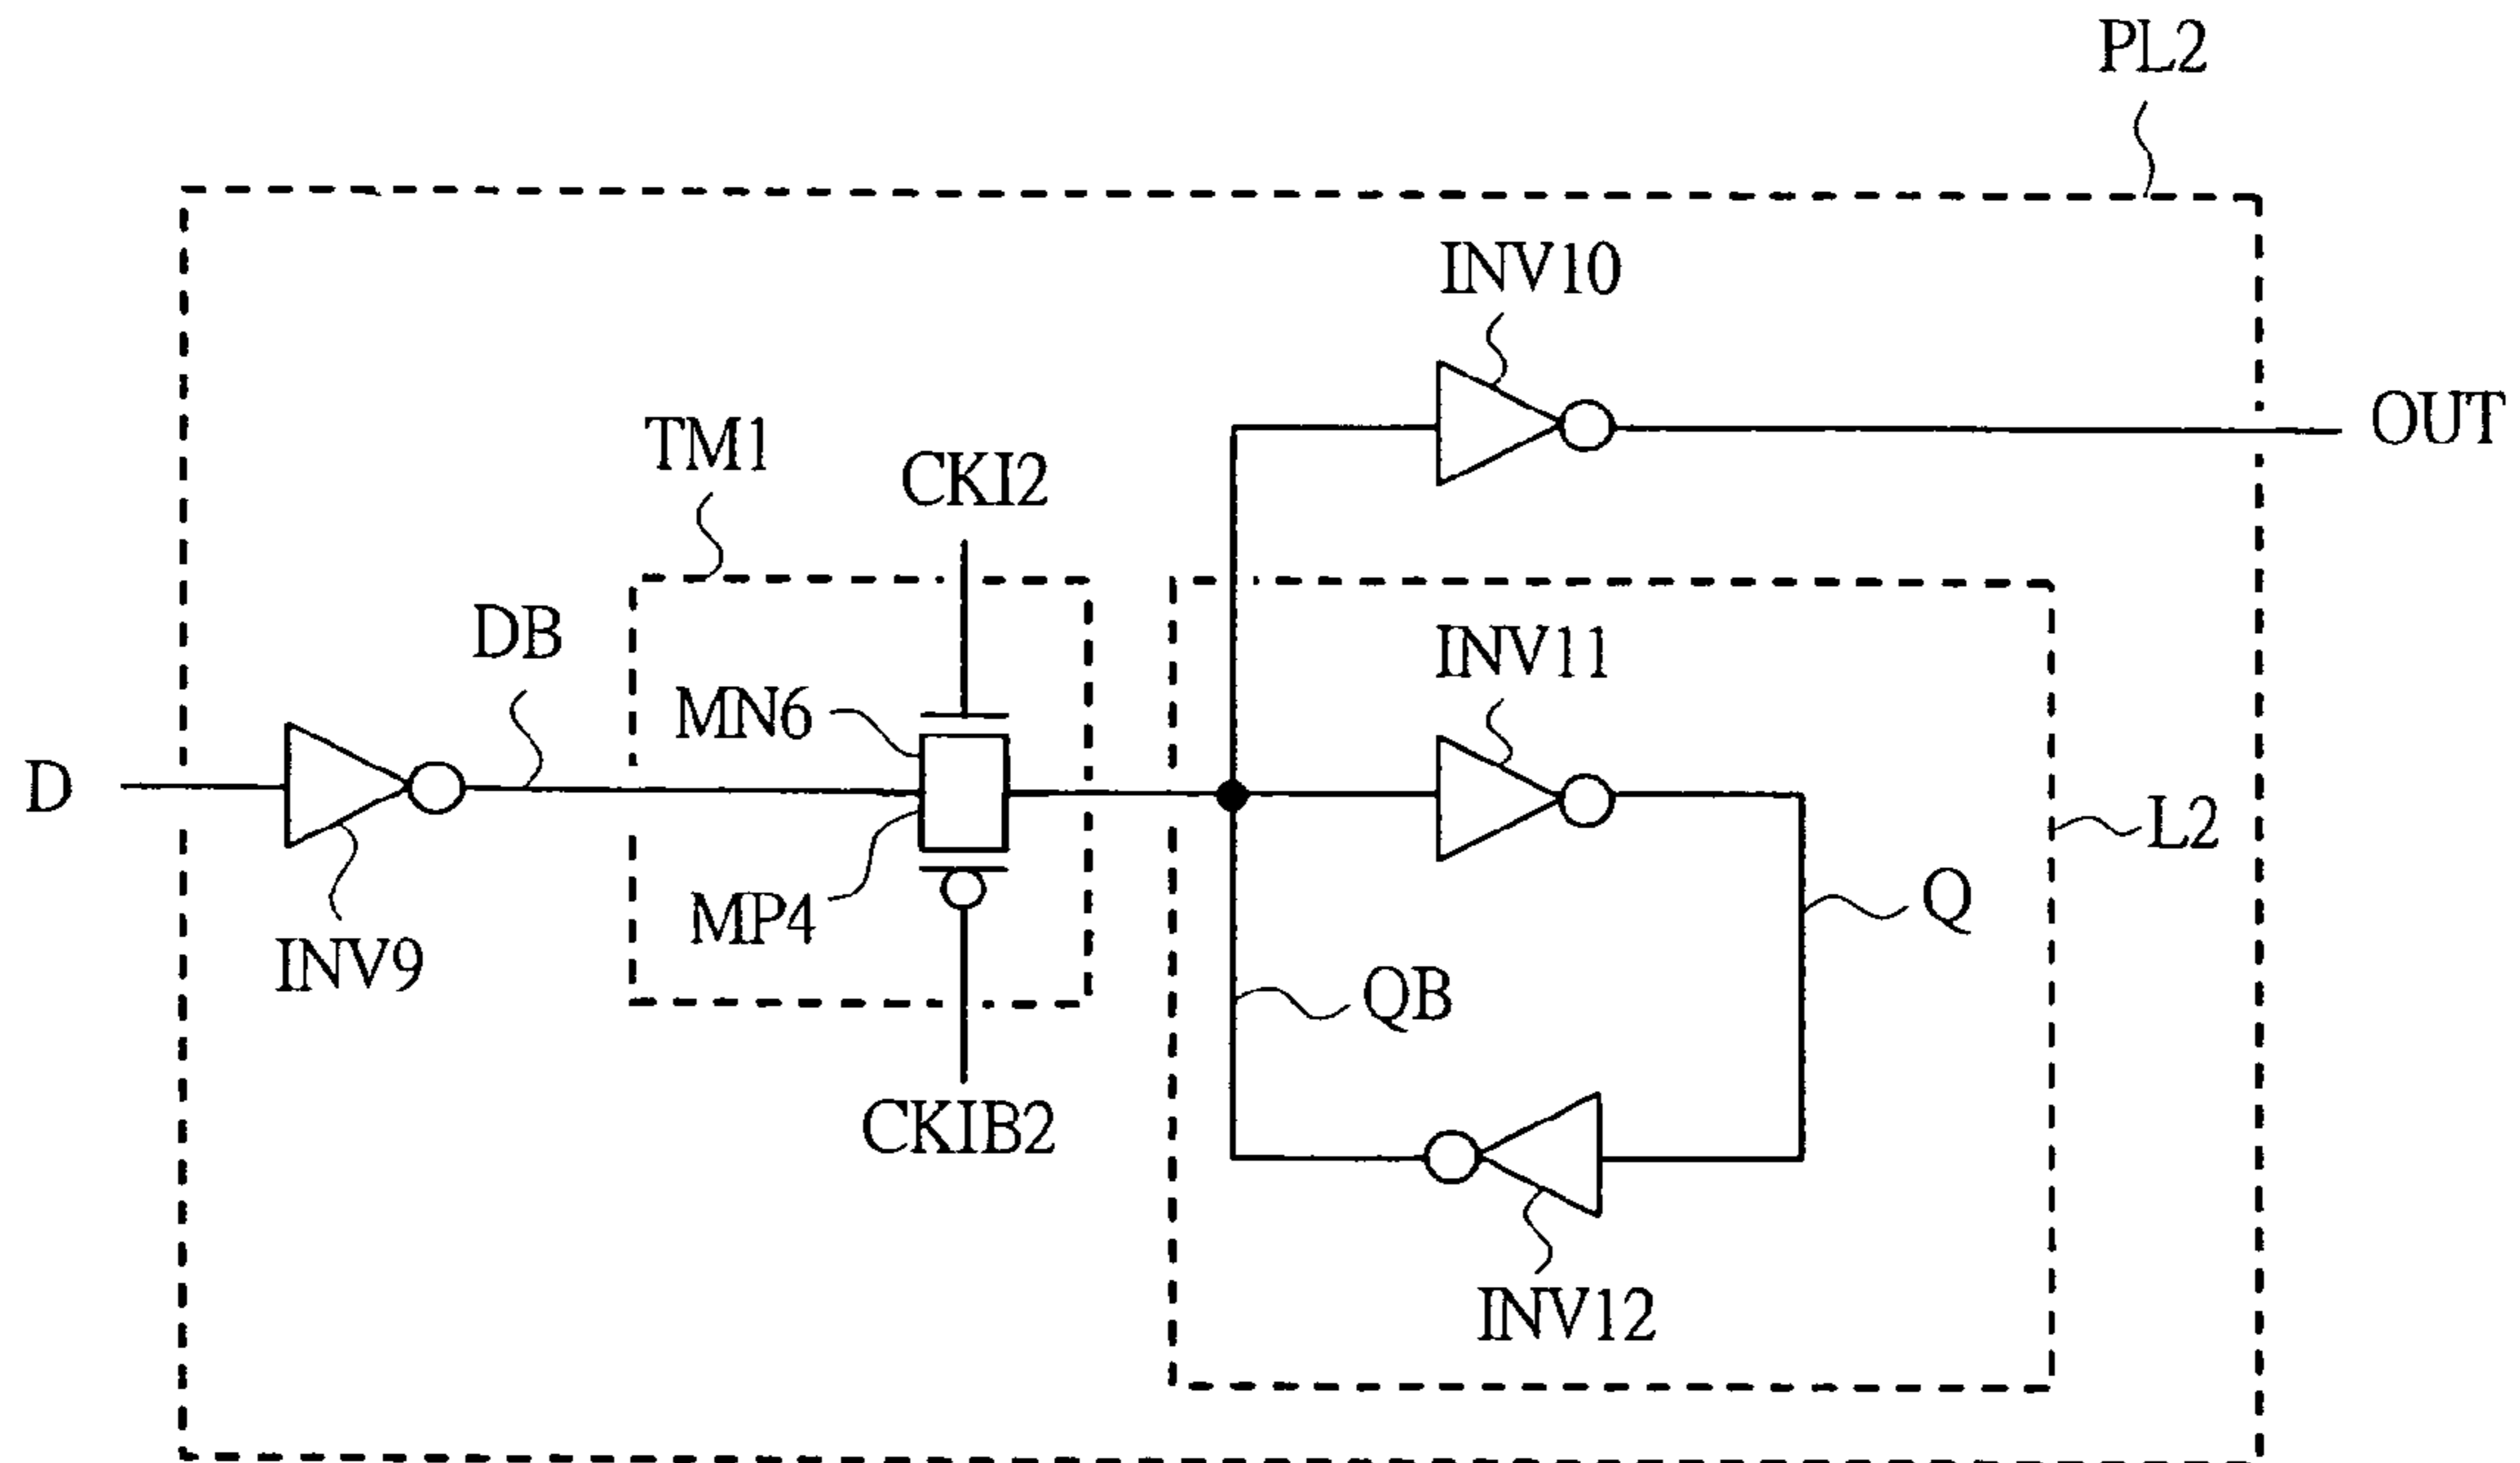 PL2
INV10
OUT
TM1
CKI2
DB
INV11
MN6
D
L2
Q
MP4
INV9
QB
CKIB2
INV12